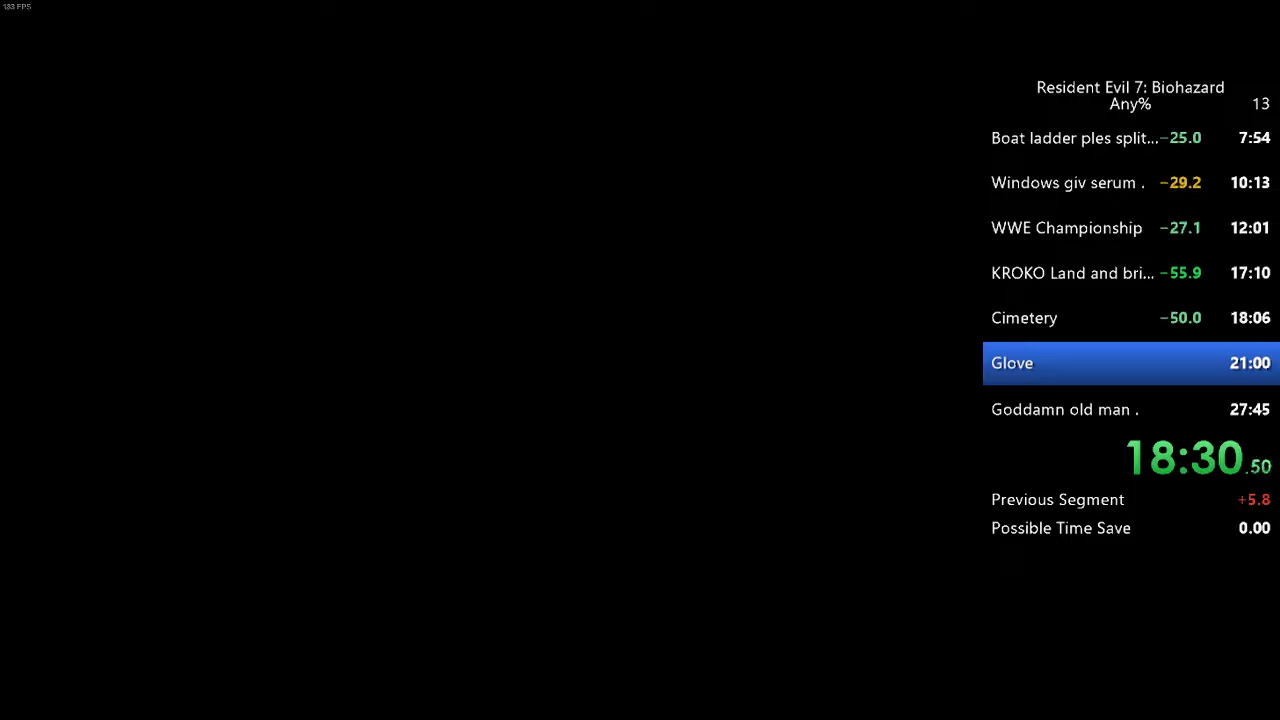 133 FPS
Resident Evil 7: Biohazard
Any% 13
Boat ladder ples split... −25.0 7:54
Windows giv serum . −29.2 10:13
WWE Championship −27.1 12:01
KROKO Land and bri... −55.9 17:10
Cimetery −50.0 18:06
Glove 21:00
Goddamn old man . 27:45
18:30.50
Previous Segment +5.8
Possible Time Save 0.00